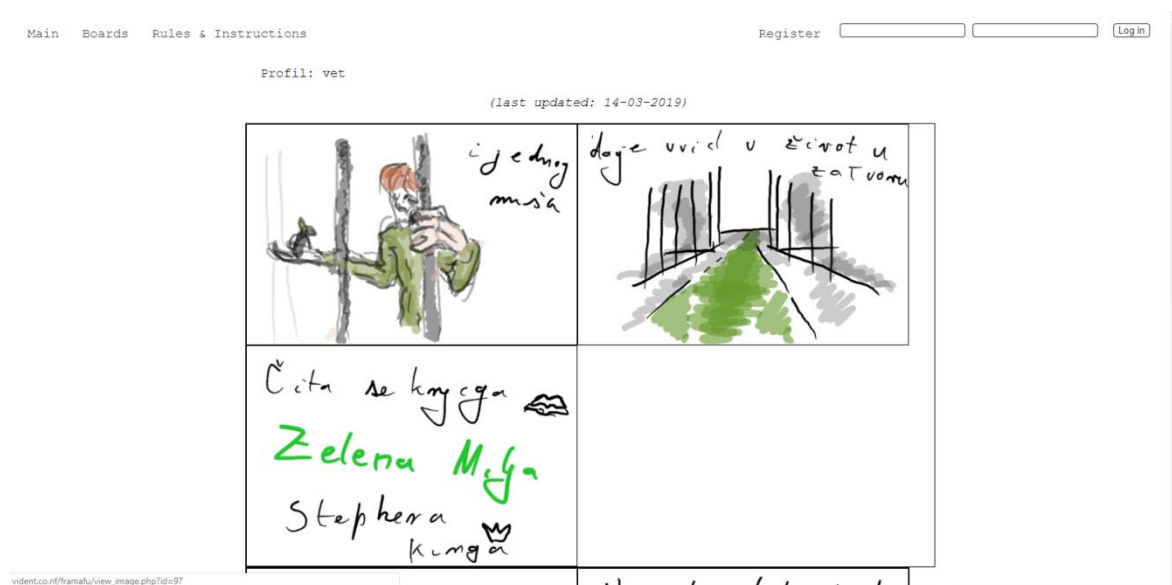 Main Boards Rules & Instructions Register Log in
Profil: vet
(last updated: 14-03-2019)
i jednog
miša
daje uvid u život u
zatvoru
Čita se knjiga
Zelena Milja
Stephena
Kinga
vident.co.nf/framafu/view_image.php?id=97